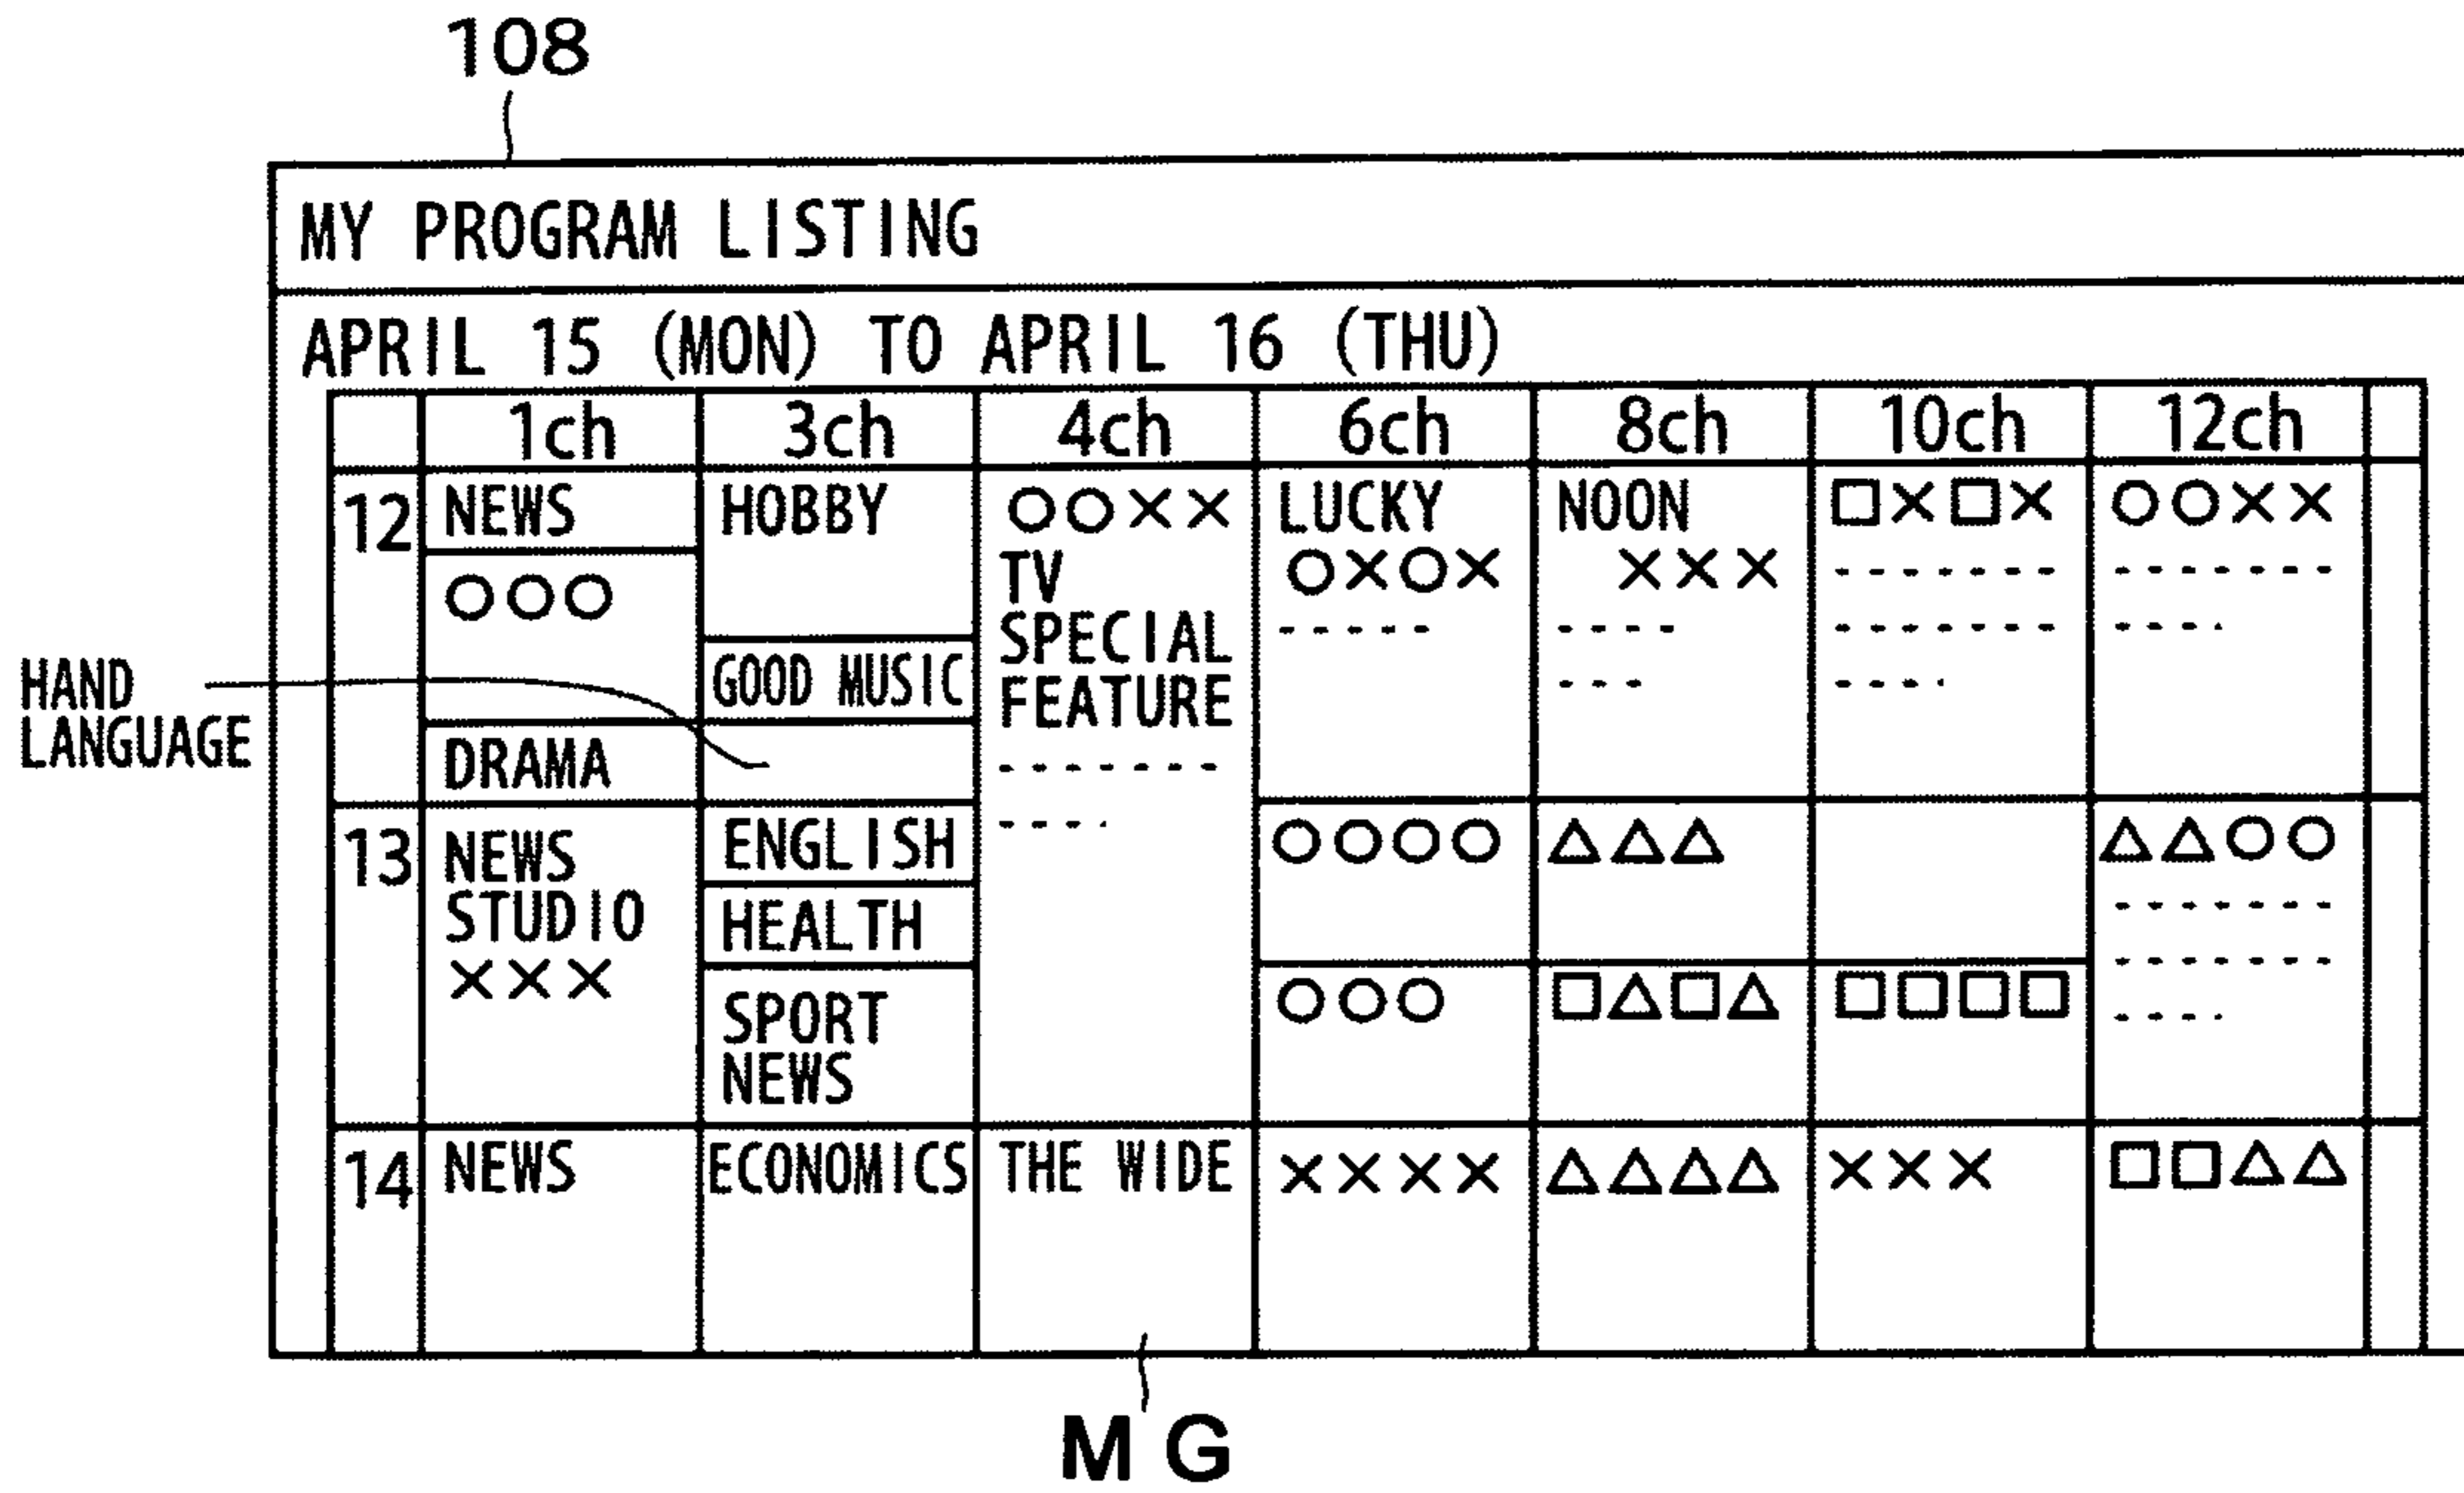 108
MY PROGRAM LISTING
APRIL 15 (MON) TO APRIL 16 (THU)
1ch 3ch 4ch 6ch 8ch 10ch 12ch
12
NEWS
○○○
DRAMA
HOBBY
GOOD MUSIC
HAND
LANGUAGE
○○××
TV
SPECIAL
FEATURE
- - - - - - -
- - - -
LUCKY
○×○×
- - - - -
NOON
×××
- - - -
- - -
□×□×
- - - - - - -
- - - - - - -
- - - -
○○××
- - - - - - -
- - - -
13
NEWS
STUDIO
×××
ENGLISH
HEALTH
SPORT
NEWS
○○○○
○○○
△△△
□△□△
□□□□
△△○○
- - - - - - -
- - - - - - -
- - - -
14
NEWS
ECONOMICS
THE WIDE
××××
△△△△
×××
□□△△
MG